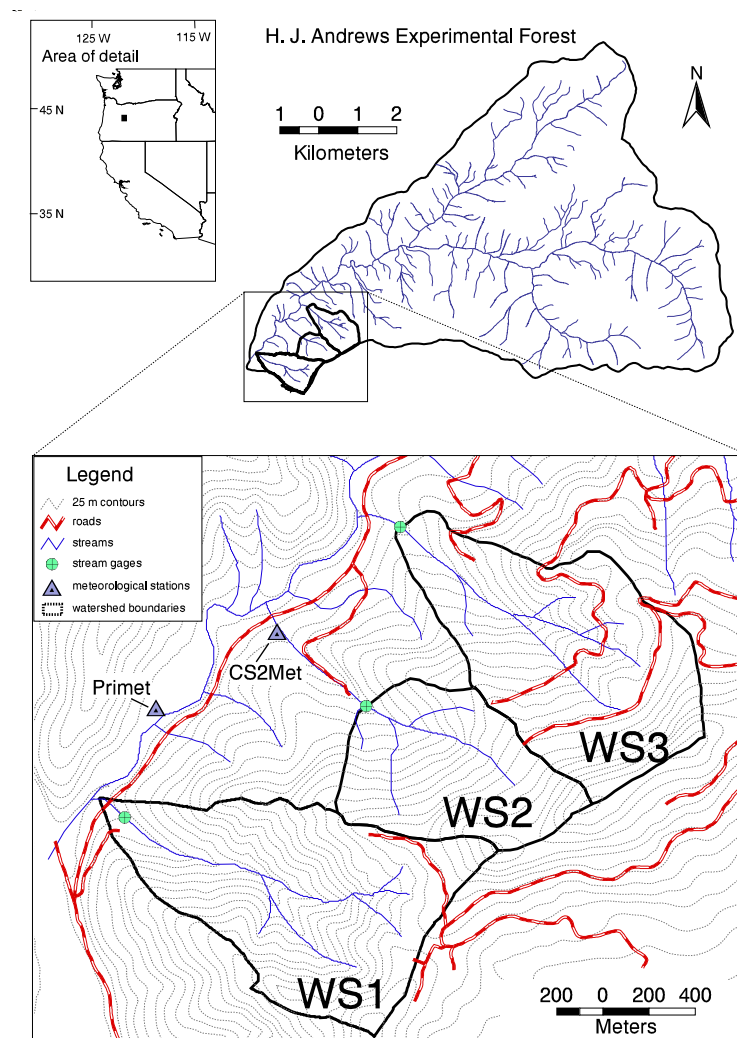 125 W 115 W
H. J. Andrews Experimental Forest
Area of detail
N
45 N
1 0 1 2
Kilometers
35 N
Legend
25 m contours
roads
streams
stream gages
meteorological stations
watershed boundaries
CS2Met
Primet
WS3
WS2
WS1
200 0 200 400
Meters